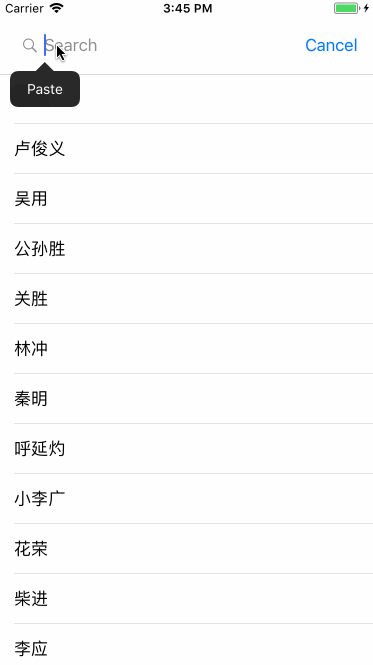 Carrier 3:45 PM
Search Cancel
Paste
卢俊义
吴用
公孙胜
关胜
林冲
秦明
呼延灼
小李广
花荣
柴进
李应